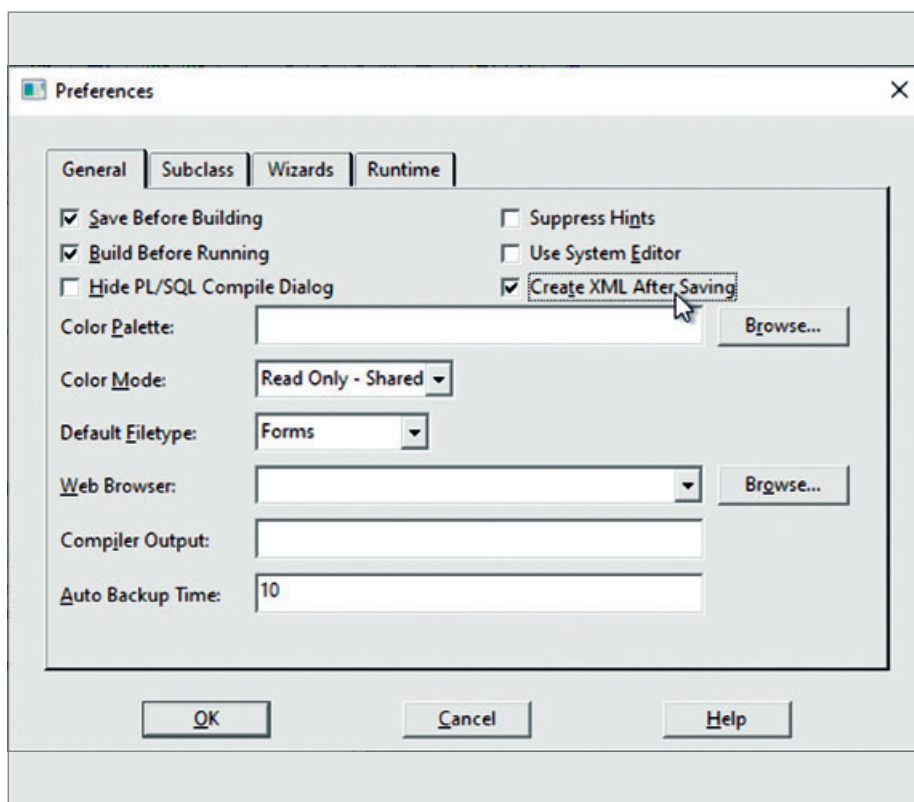 Preferences
General Subclass Wizards Runtime
Save Before Building Suppress Hints
Build Before Running Use System Editor
Hide PL/SQL Compile Dialog Create XML After Saving
Color Palette: Browse...
Color Mode: Read Only - Shared
Default Filetype: Forms
Web Browser: Browse...
Compiler Output:
Auto Backup Time: 10
OK Cancel Help